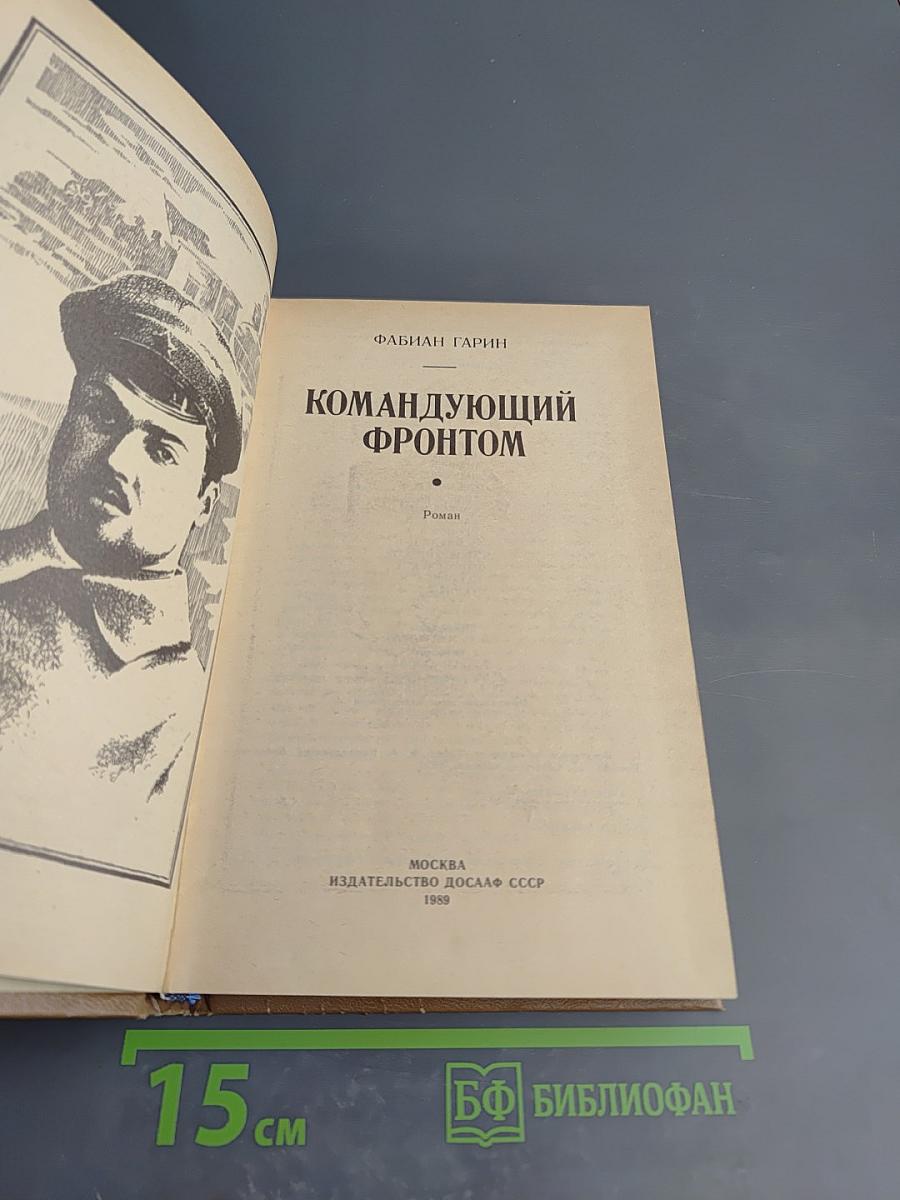 ФАБИАН ГАРИН
КОМАНДУЮЩИЙ
ФРОНТОМ
Роман
МОСКВА
ИЗДАТЕЛЬСТВО ДОСААФ СССР
1989
15 см
БФ БИБЛИОФАН